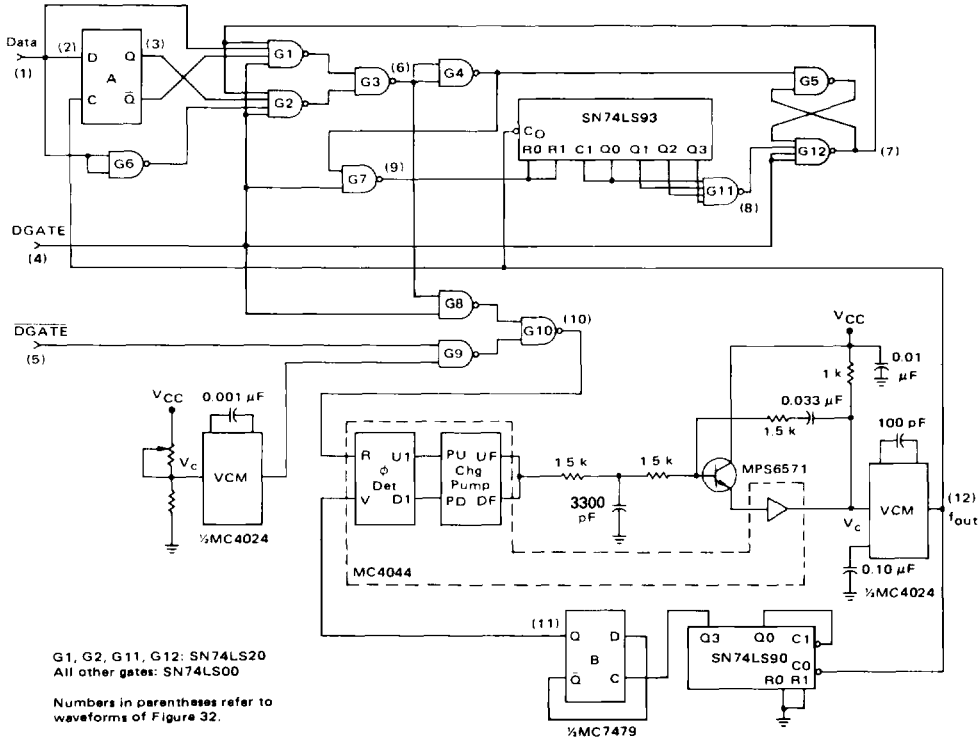 Data
(1)
(2)
D
Q
(3)
A
C
Q̅
G1
G2
G3
(6)
G4
G5
G6
SN74LS93
C0
R0 R1 C1 Q0 Q1 Q2 Q3
G7
(9)
G11
(8)
G12
(7)
DGATE
(4)
G8
D̅G̅A̅T̅E̅
(5)
G9
G10
(10)
VCC
0.001 µF
VC
VCM
½MC4024
R U1
ϕ
Det
V D1
PU UF
Chg
Pump
PD DF
1.5 k
1.5 k
3300
pF
MC4044
MPS6571
1.5 k
0.033 µF
1 k
VCC
0.01
µF
100 pF
VC
VCM
(12)
fout
0.10 µF
½MC4024
(11)
Q D
B
Q̅ C
½MC7479
Q3 Q0 C1
SN74LS90
C0
R0 R1
G1, G2, G11, G12: SN74LS20
All other gates: SN74LS00
Numbers in parentheses refer to
waveforms of Figure 32.